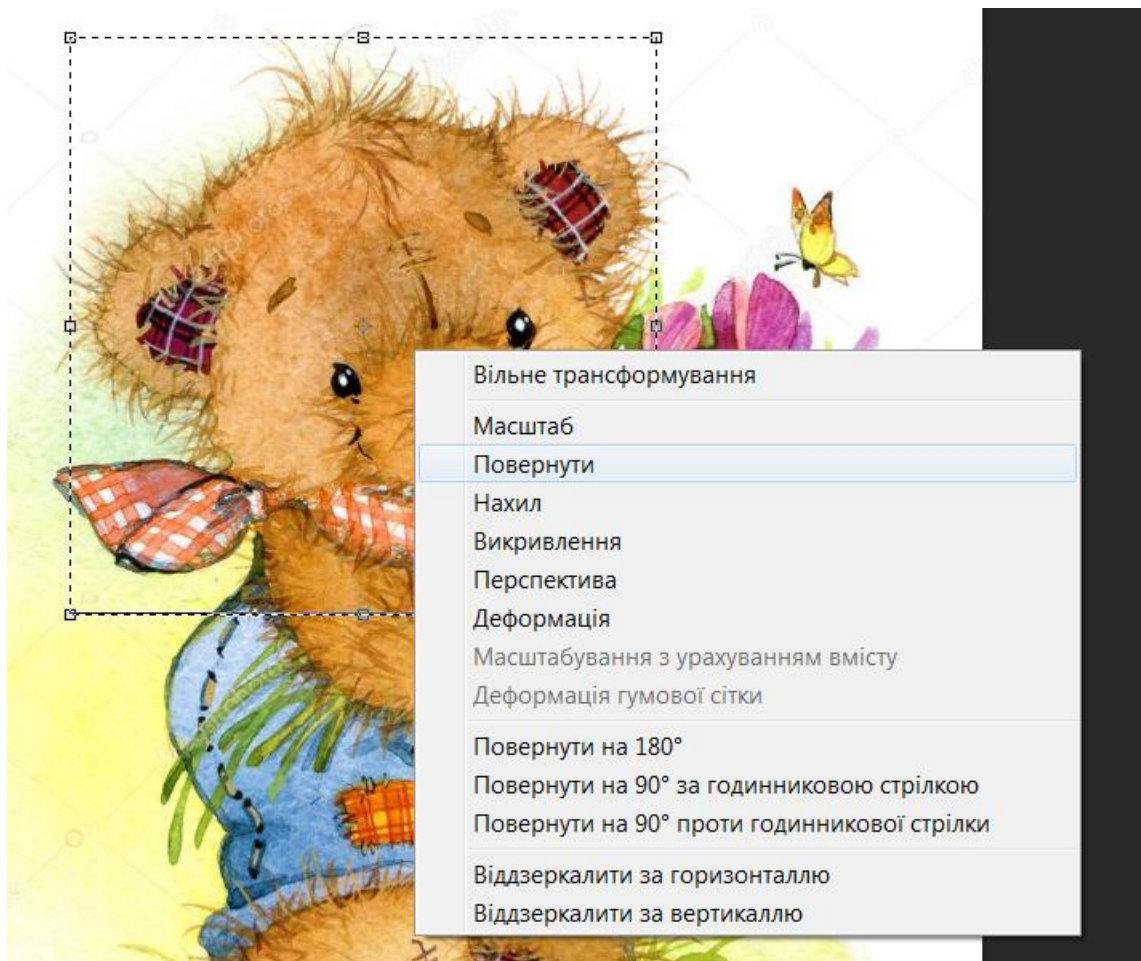 Вільне трансформування
Масштаб
Повернути
Нахил
Викривлення
Перспектива
Деформація
Масштабування з урахуванням вмісту
Деформація гумової сітки
Повернути на 180°
Повернути на 90° за годинниковою стрілкою
Повернути на 90° проти годинникової стрілки
Віддзеркалити за горизонталлю
Віддзеркалити за вертикаллю